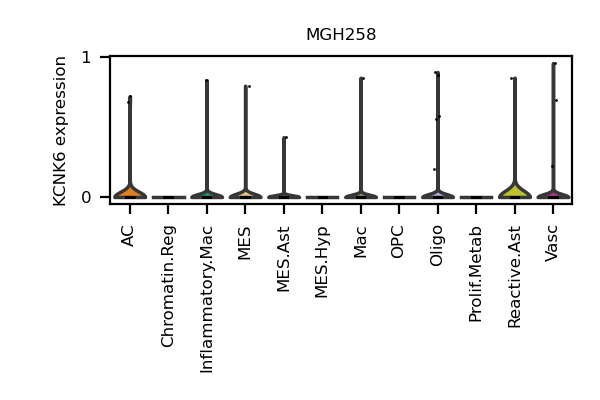 MGH258
KCNK6 expression
1
0
AC
Chromatin.Reg
Inflammatory.Mac
MES
MES.Ast
MES.Hyp
Mac
OPC
Oligo
Prolif.Metab
Reactive.Ast
Vasc